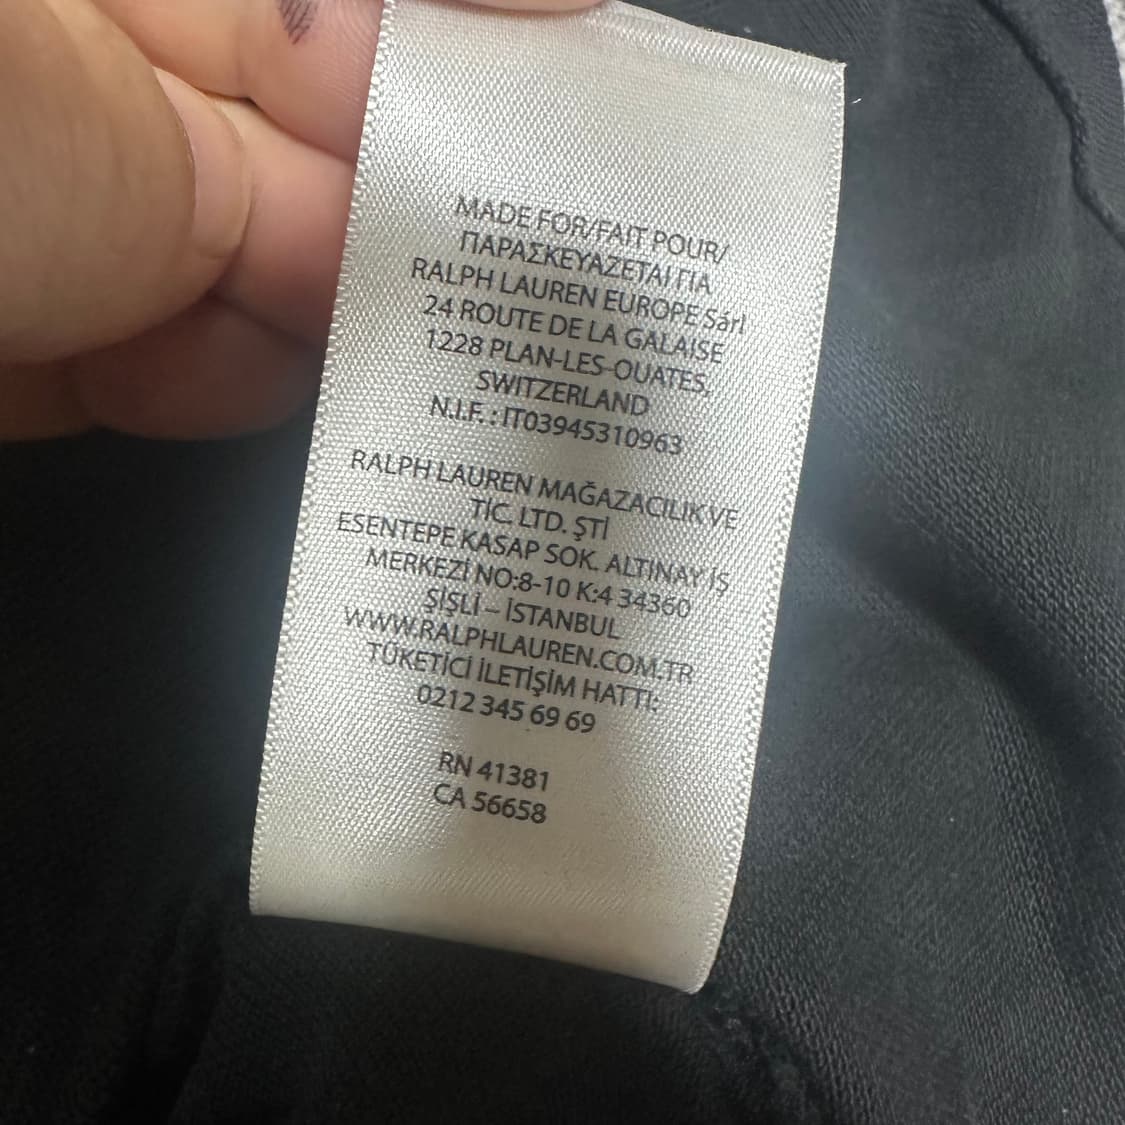 MADE FOR/FAIT POUR/
ΠΑΡΑΣΚΕΥΑΖΕΤΑΙ ΓΙΑ
RALPH LAUREN EUROPE Sárl
24 ROUTE DE LA GALAISE
1228 PLAN-LES-OUATES,
SWITZERLAND
N.I.F. : IT03945310963
RALPH LAUREN MAĞAZACILIK VE
TİC. LTD. ŞTİ
ESENTEPE KASAP SOK. ALTINAY İŞ
MERKEZİ NO:8-10 K:4 34360
ŞİŞLİ – İSTANBUL
WWW.RALPHLAUREN.COM.TR
TÜKETİCİ İLETİŞİM HATTI:
0212 345 69 69
RN 41381
CA 56658